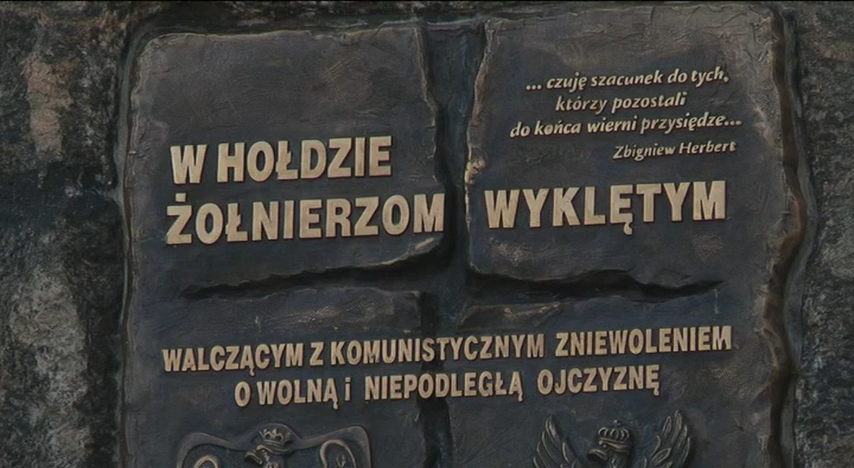 ... czuję szacunek do tych,
którzy pozostali
do końca wierni przysiędze...
Zbigniew Herbert
W HOŁDZIE
ŻOŁNIERZOM WYKLĘTYM
WALCZĄCYM Z KOMUNISTYCZNYM ZNIEWOLENIEM
O WOLNĄ i NIEPODLEGŁĄ OJCZYZNĘ